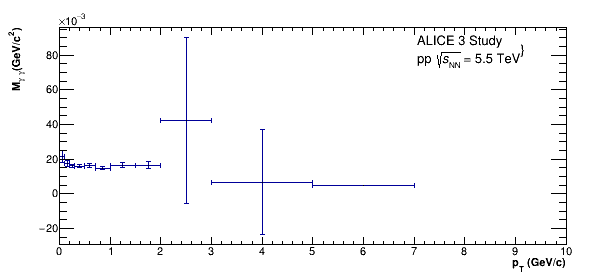 ×10⁻³
M_γγ(GeV/c²)
80
60
40
20
0
−20
ALICE 3 Study
pp √s_NN = 5.5 TeV}
0 1 2 3 4 5 6 7 8 9 10
p_T (GeV/c)